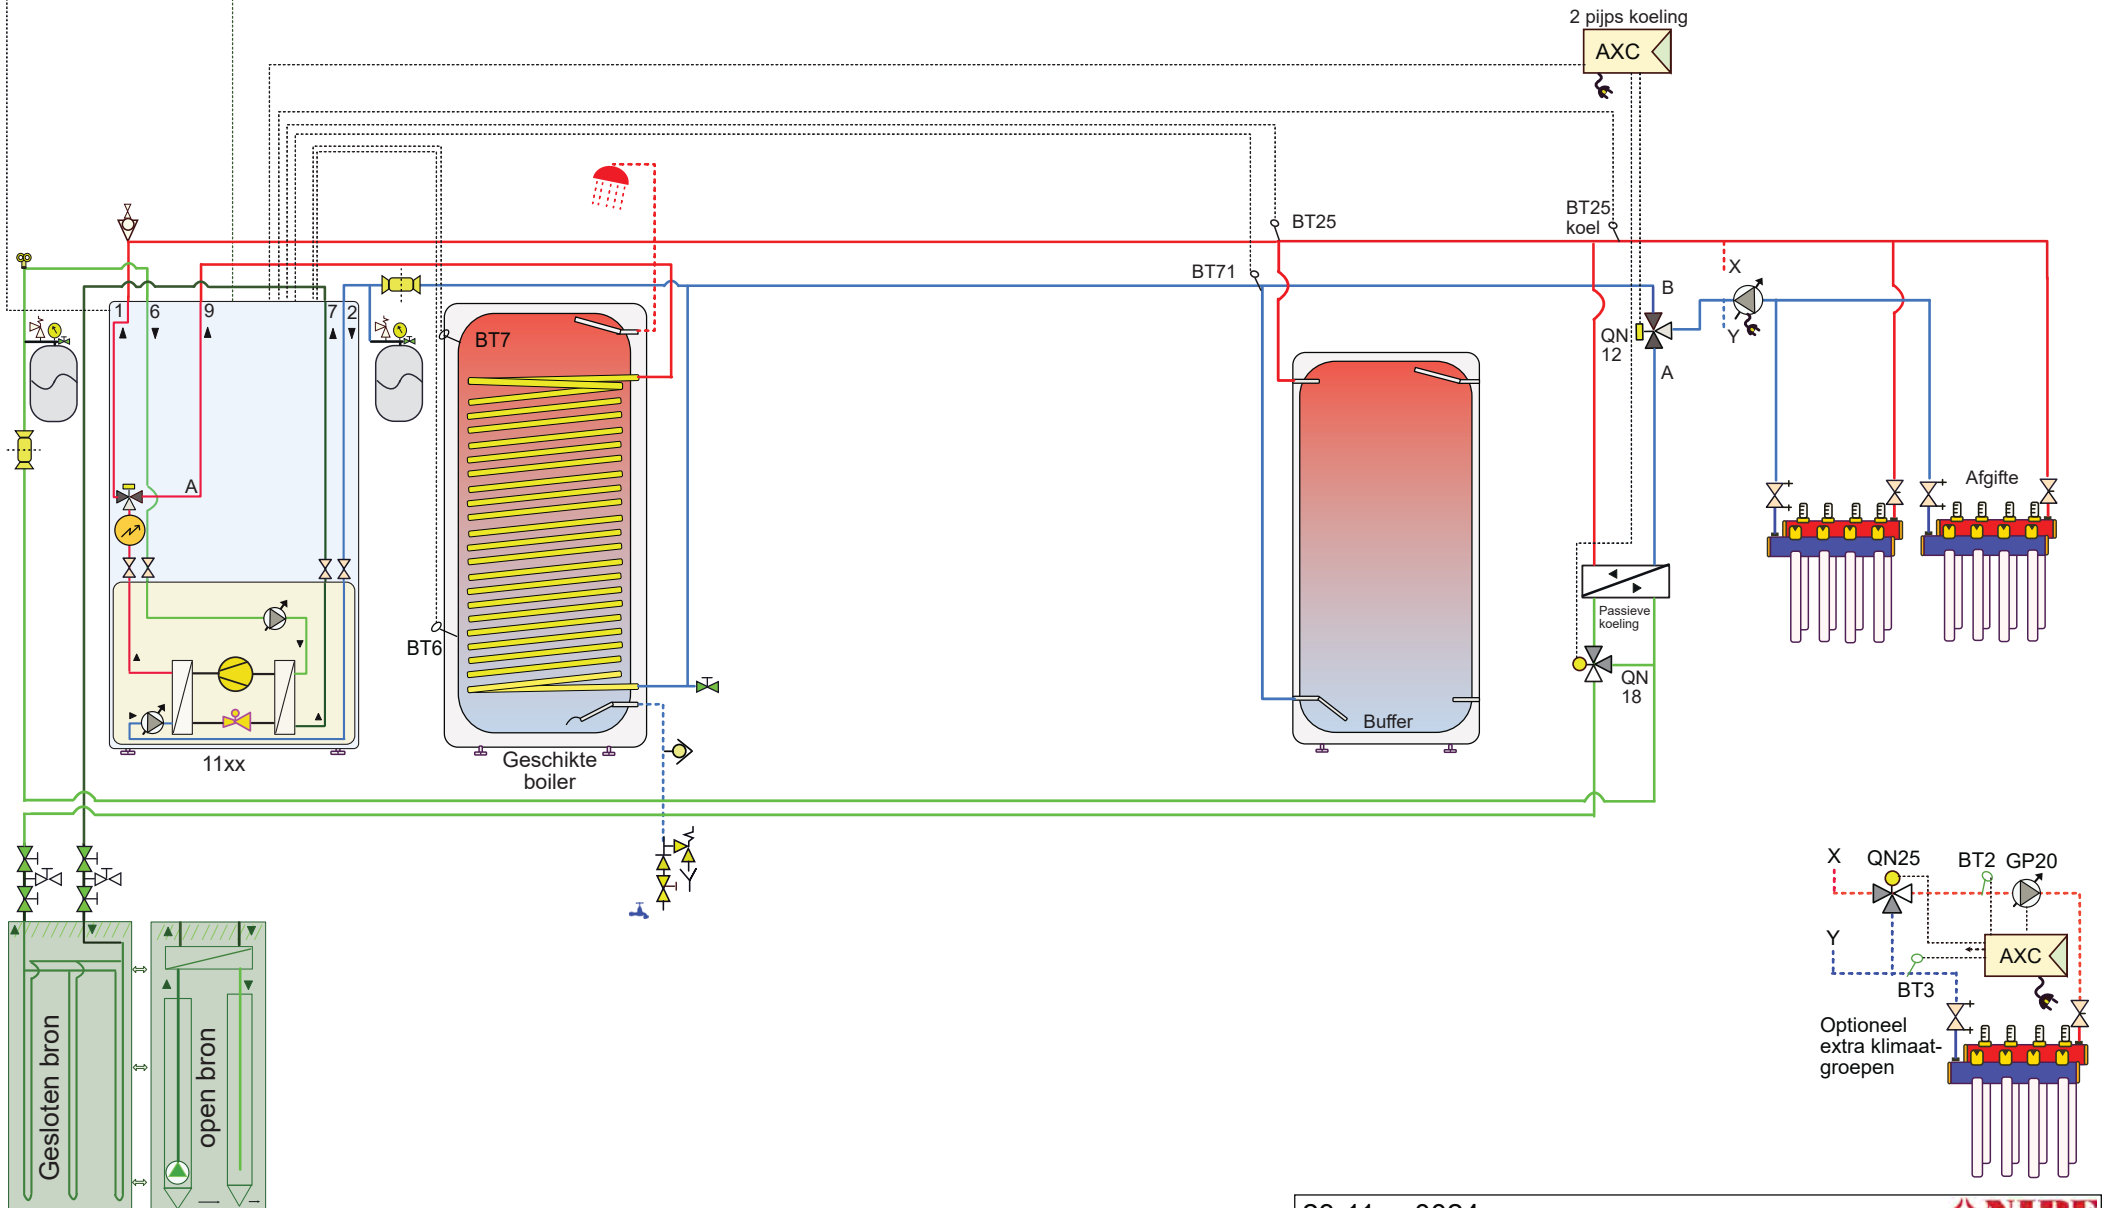 2 pijps koeling
AXC
BT25
BT25
koel
BT71
X
B
1
6
9
7
2
Y
QN
12
BT7
A
Afgifte
A
Passieve
koeling
BT6
QN
18
Buffer
Geschikte
boiler
11xx
X
QN25
BT2
GP20
Y
AXC
BT3
Optioneel
extra klimaat-
groepen
Gesloten bron
open bron
NIBE